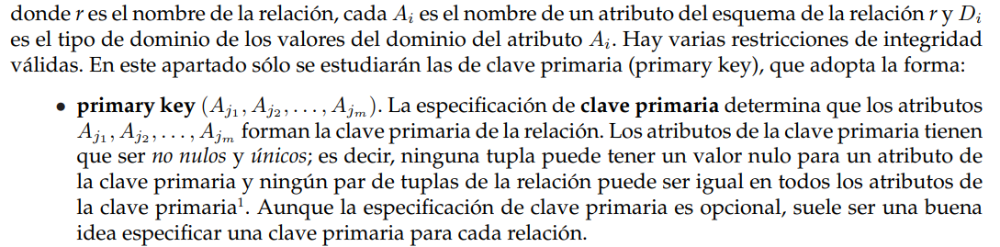 donde r es el nombre de la relación, cada A_i es el nombre de un atributo del esquema de la relación r y D_i
es el tipo de dominio de los valores del dominio del atributo A_i. Hay varias restricciones de integridad
válidas. En este apartado sólo se estudiarán las de clave primaria (primary key), que adopta la forma:
• primary key (A_{j_1}, A_{j_2}, . . . , A_{j_m}). La especificación de clave primaria determina que los atributos
A_{j_1}, A_{j_2}, . . . , A_{j_m} forman la clave primaria de la relación. Los atributos de la clave primaria tienen
que ser no nulos y únicos; es decir, ninguna tupla puede tener un valor nulo para un atributo de
la clave primaria y ningún par de tuplas de la relación puede ser igual en todos los atributos de
la clave primaria¹. Aunque la especificación de clave primaria es opcional, suele ser una buena
idea especificar una clave primaria para cada relación.